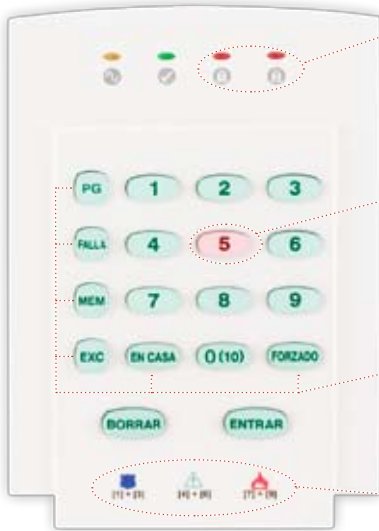 PG 1 2 3
FALLA 4 5 6
MEM 7 8 9
EXC EN CASA 0 (10) FORZADO
BORRAR ENTRAR
[1] + [3] [4] + [6] [7] + [9]